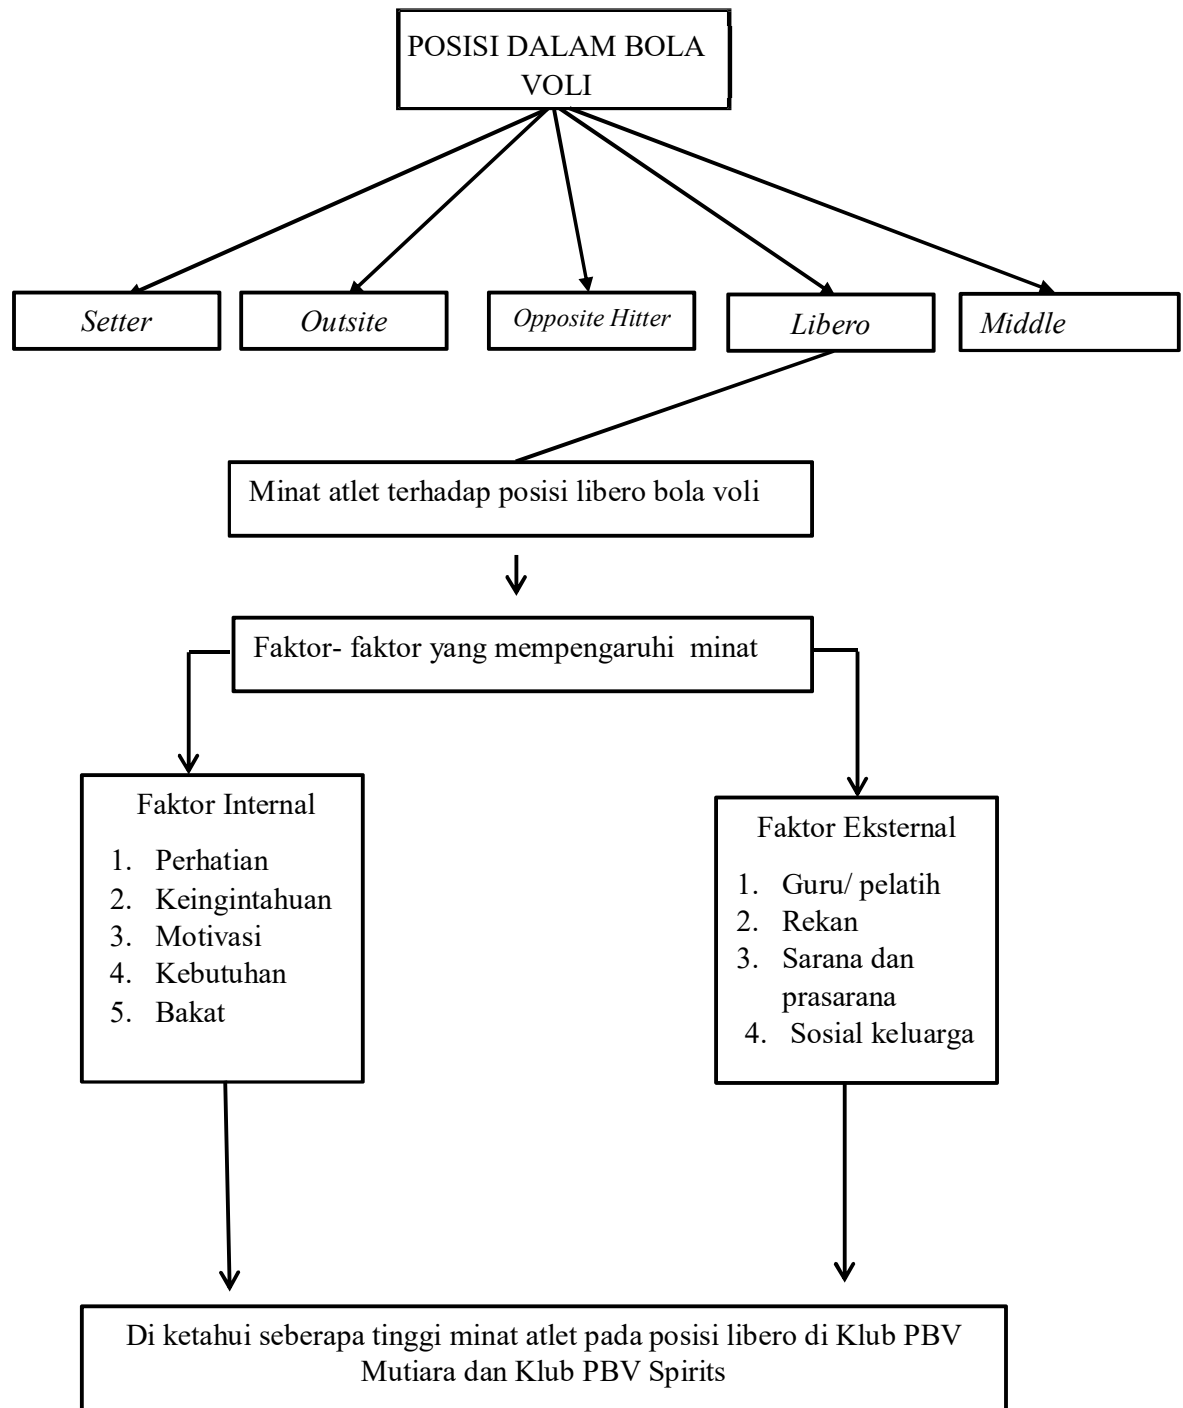 POSISI DALAM BOLA
VOLI
Setter
Outsite
Opposite Hitter
Libero
Middle
Minat atlet terhadap posisi libero bola voli
Faktor- faktor yang mempengaruhi  minat
Faktor Internal
1. Perhatian
2. Keingintahuan
3. Motivasi
4. Kebutuhan
5. Bakat
Faktor Eksternal
1. Guru/ pelatih
2. Rekan
3. Sarana dan
prasarana
4. Sosial keluarga
Di ketahui seberapa tinggi minat atlet pada posisi libero di Klub PBV
Mutiara dan Klub PBV Spirits